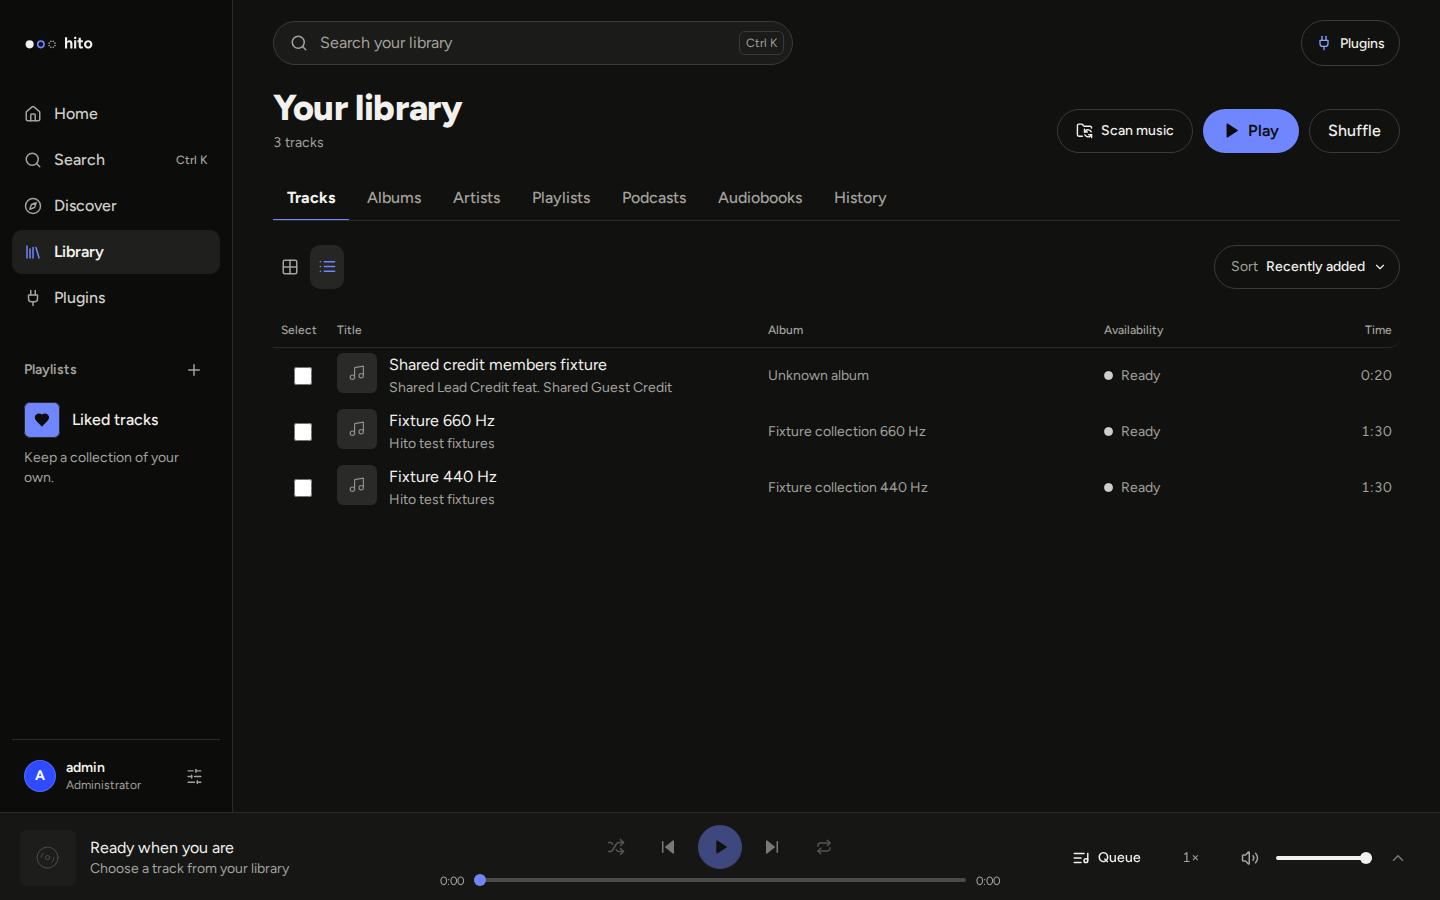 hito
Home
Search Ctrl K
Discover
Library
Plugins
Playlists
Liked tracks
Keep a collection of your
own.
A
admin
Administrator
Search your library Ctrl K
Plugins
Your library
3 tracks
Scan music Play Shuffle
Tracks Albums Artists Playlists Podcasts Audiobooks History
Sort Recently added
Select Title Album Availability Time
Shared credit members fixture
Shared Lead Credit feat. Shared Guest Credit
Unknown album Ready 0:20
Fixture 660 Hz
Hito test fixtures
Fixture collection 660 Hz Ready 1:30
Fixture 440 Hz
Hito test fixtures
Fixture collection 440 Hz Ready 1:30
Ready when you are
Choose a track from your library
0:00 0:00
Queue 1×